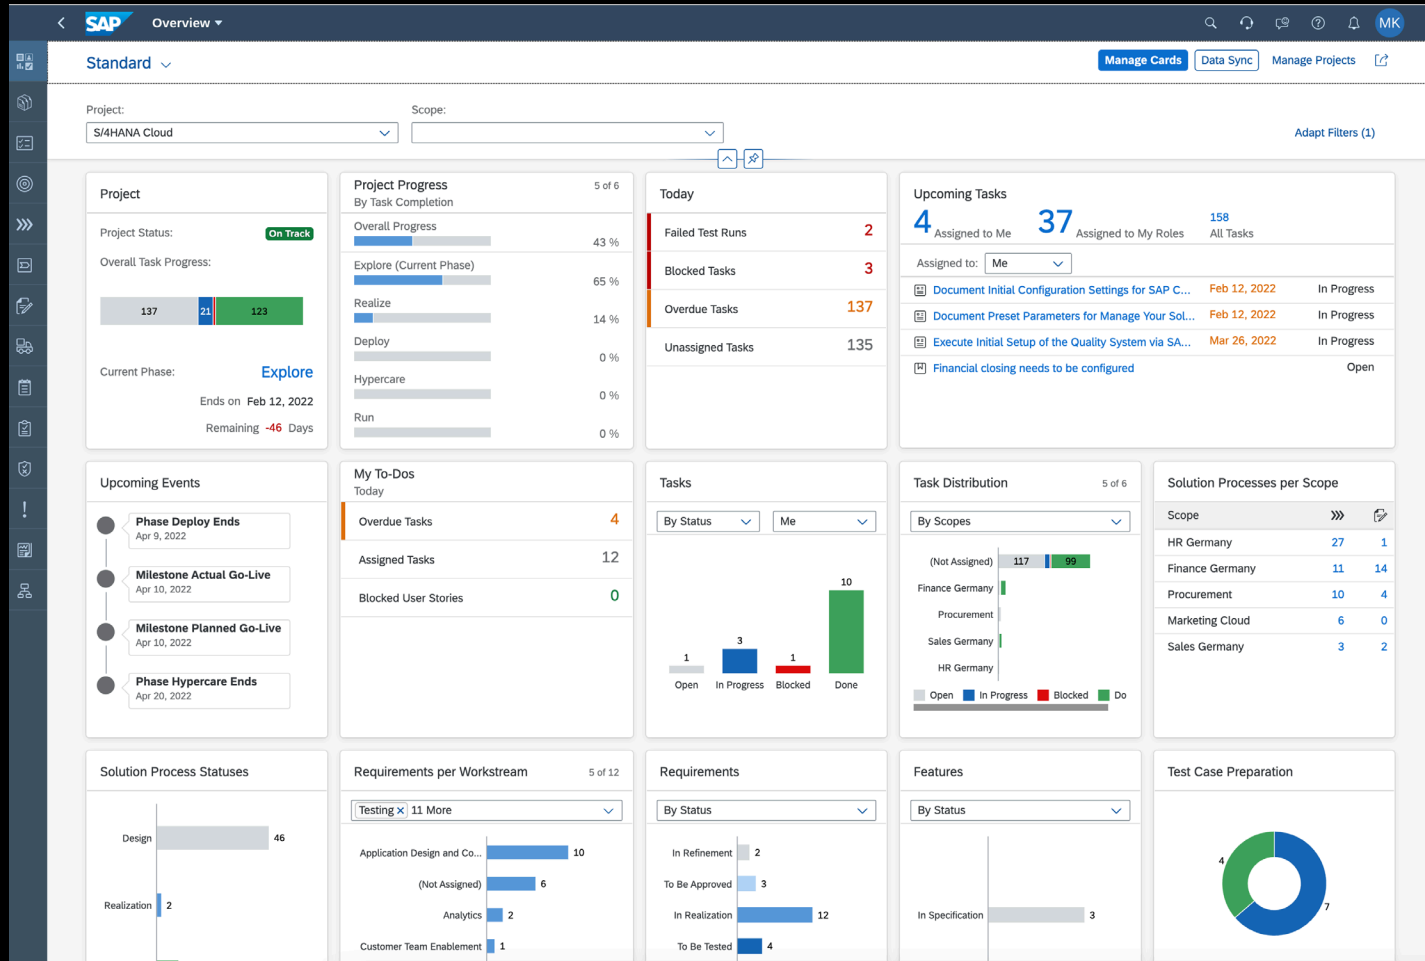 SAP Overview
MK
Standard
Manage Cards Data Sync Manage Projects
Project: Scope:
S/4HANA Cloud
Adapt Filters (1)
Project
Project Status: On Track
Overall Task Progress:
137 21 123
Current Phase: Explore
Ends on Feb 12, 2022
Remaining -46 Days
Project Progress 5 of 6
By Task Completion
Overall Progress
43 %
Explore (Current Phase)
65 %
Realize
14 %
Deploy
0 %
Hypercare
0 %
Run
0 %
Today
Failed Test Runs 2
Blocked Tasks 3
Overdue Tasks 137
Unassigned Tasks 135
Upcoming Tasks
4 Assigned to Me 37 Assigned to My Roles 158 All Tasks
Assigned to: Me
Document Initial Configuration Settings for SAP C... Feb 12, 2022 In Progress
Document Preset Parameters for Manage Your Sol... Feb 12, 2022 In Progress
Execute Initial Setup of the Quality System via SA... Mar 26, 2022 In Progress
Financial closing needs to be configured Open
Upcoming Events
Phase Deploy Ends
Apr 9, 2022
Milestone Actual Go-Live
Apr 10, 2022
Milestone Planned Go-Live
Apr 10, 2022
Phase Hypercare Ends
Apr 20, 2022
My To-Dos
Today
Overdue Tasks 4
Assigned Tasks 12
Blocked User Stories 0
Tasks
By Status Me
1 3 1 10
Open In Progress Blocked Done
Task Distribution 5 of 6
By Scopes
(Not Assigned) 117 99
Finance Germany
Procurement
Sales Germany
HR Germany
Open In Progress Blocked Do
Solution Processes per Scope
Scope
HR Germany 27 1
Finance Germany 11 14
Procurement 10 4
Marketing Cloud 6 0
Sales Germany 3 2
Solution Process Statuses
Design 46
Realization 2
Requirements per Workstream 5 of 12
Testing 11 More
Application Design and Co... 10
(Not Assigned) 6
Analytics 2
Customer Team Enablement 1
Requirements
By Status
In Refinement 2
To Be Approved 3
In Realization 12
To Be Tested 4
Features
By Status
In Specification 3
Test Case Preparation
4
7